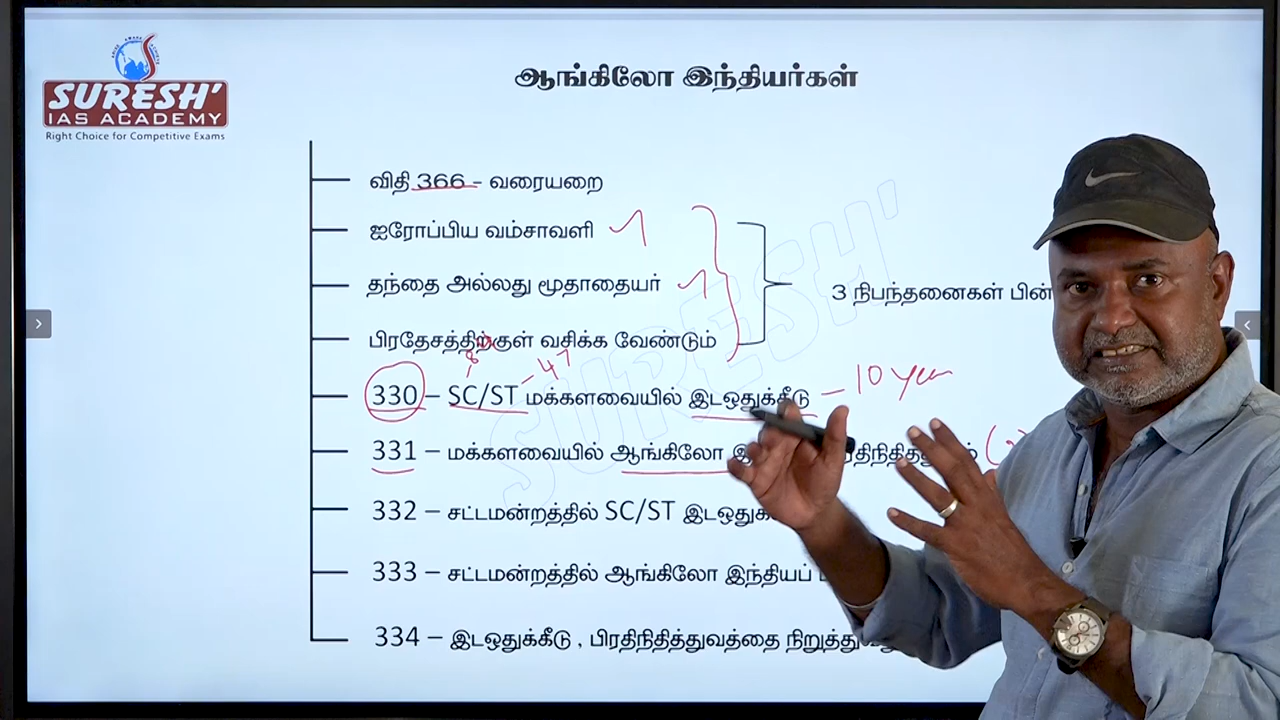 SURESH'
IAS ACADEMY
Right Choice for Competitive Exams
ஆங்கிலோ இந்தியர்கள்
விதி 366 - வரையறை
ஐரோப்பிய வம்சாவளி
தந்தை அல்லது மூதாதையர்
3 நிபந்தனைகள் பின்
பிரதேசத்திற்குள் வசிக்க வேண்டும்
47
330 – SC/ST மக்களவையில் இடஒதுக்கீடு – 10 year
331 – மக்களவையில் ஆங்கிலோ
332 – சட்டமன்றத்தில் SC/ST
333 – சட்டமன்றத்தில் ஆங்கிலோ இந்தியப்
334 – இடஒதுக்கீடு , பிரதிநிதித்துவத்தை
SURESH'